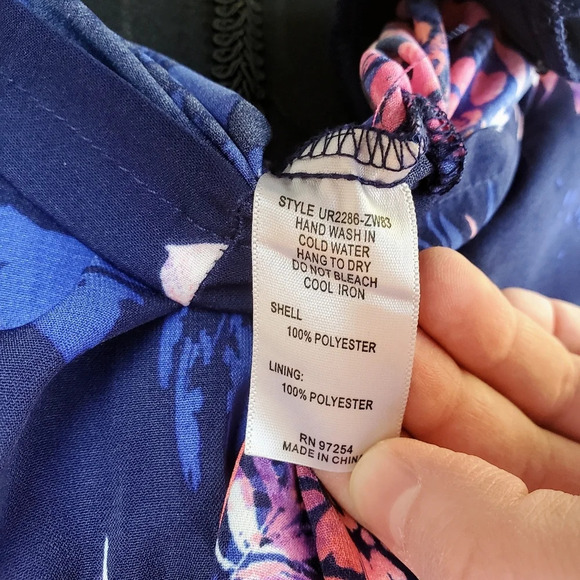 STYLE UR2286-ZW83
HAND WASH IN
COLD WATER
HANG TO DRY
DO NOT BLEACH
COOL IRON
SHELL
100% POLYESTER
LINING:
100% POLYESTER
RN 97254
MADE IN CHINA